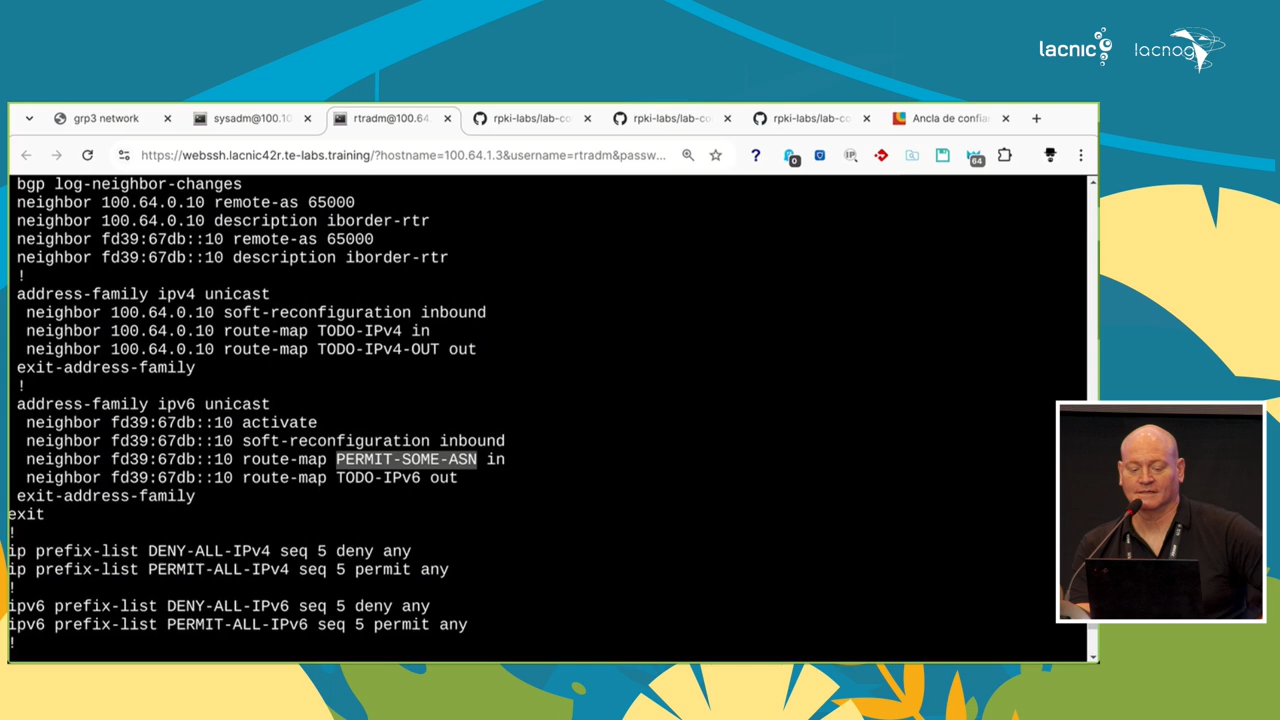 lacnic
lacnog
grp3 network
sysadm@100.10
rtradm@100.64.
rpki-labs/lab-co
rpki-labs/lab-co
rpki-labs/lab-co
Ancla de confia
https://webssh.lacnic42r.te-labs.training/?hostname=100.64.1.3&username=rtradm&passw...
?
0
IP
64
bgp log-neighbor-changes
neighbor 100.64.0.10 remote-as 65000
neighbor 100.64.0.10 description iborder-rtr
neighbor fd39:67db::10 remote-as 65000
neighbor fd39:67db::10 description iborder-rtr
!
address-family ipv4 unicast
neighbor 100.64.0.10 soft-reconfiguration inbound
neighbor 100.64.0.10 route-map TODO-IPv4 in
neighbor 100.64.0.10 route-map TODO-IPv4-OUT out
exit-address-family
!
address-family ipv6 unicast
neighbor fd39:67db::10 activate
neighbor fd39:67db::10 soft-reconfiguration inbound
neighbor fd39:67db::10 route-map PERMIT-SOME-ASN in
neighbor fd39:67db::10 route-map TODO-IPv6 out
exit-address-family
exit
!
ip prefix-list DENY-ALL-IPv4 seq 5 deny any
ip prefix-list PERMIT-ALL-IPv4 seq 5 permit any
!
ipv6 prefix-list DENY-ALL-IPv6 seq 5 deny any
ipv6 prefix-list PERMIT-ALL-IPv6 seq 5 permit any
!